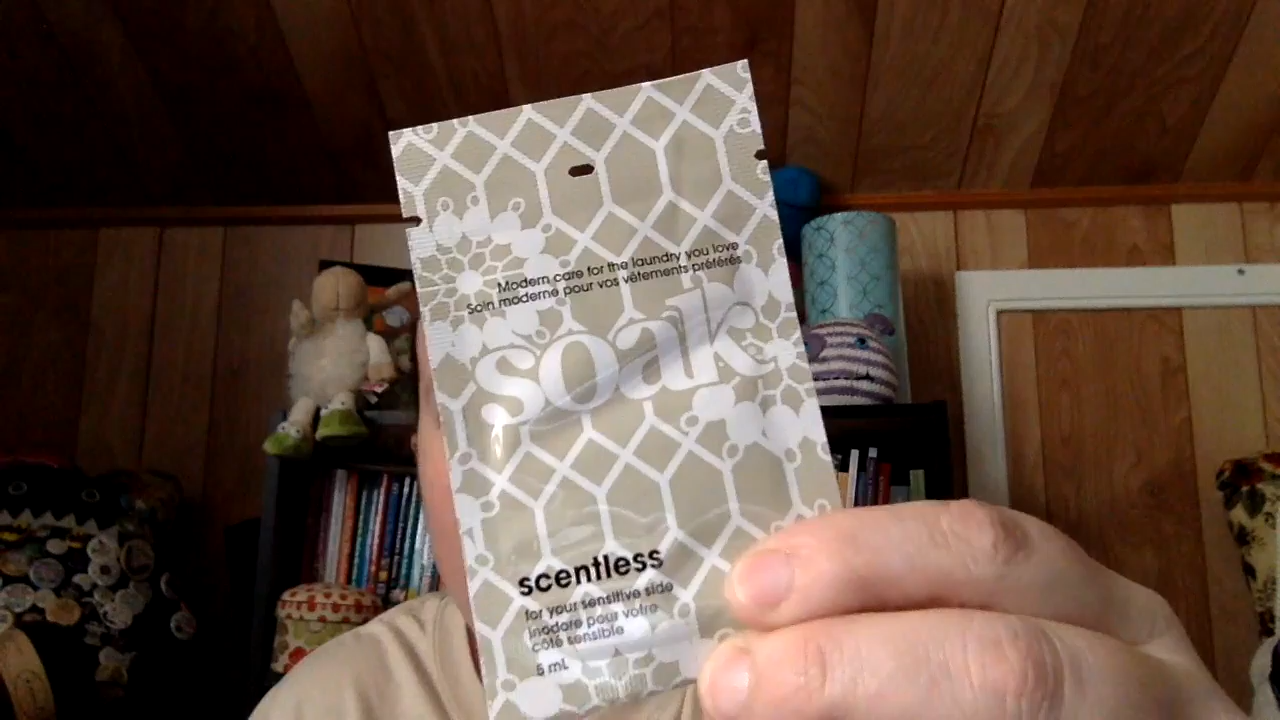 Modern care for the laundry you love
Soin moderne pour vos vêtements préférés
soak
scentless
for your sensitive side
inodore pour votre
côté sensible
5 mL